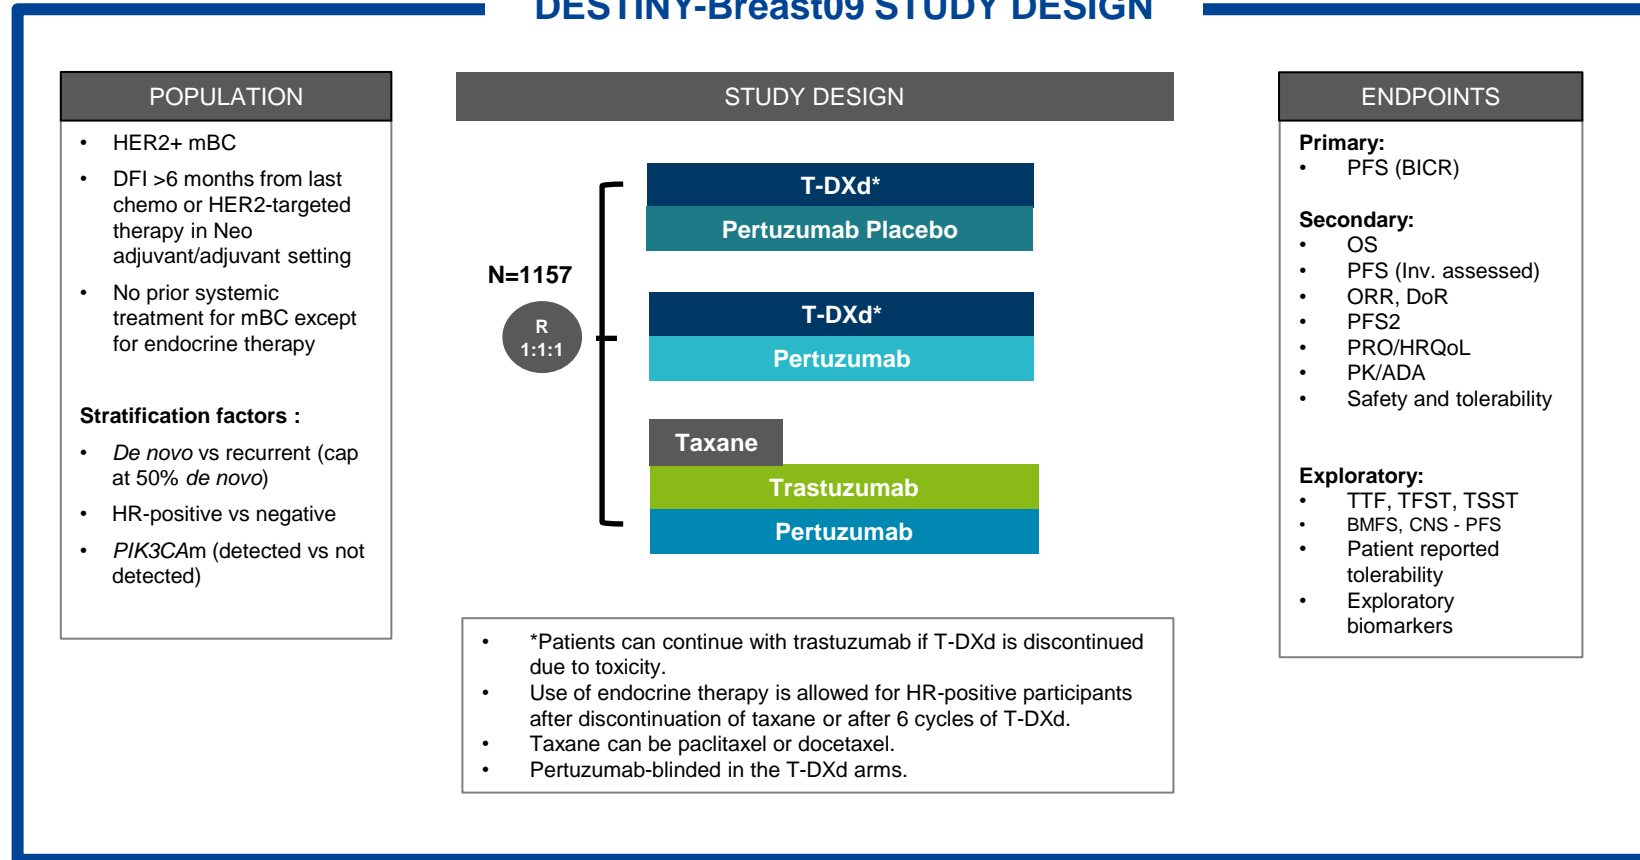 DESTINY-Breast09 STUDY DESIGN
POPULATION
• HER2+ mBC
• DFI >6 months from last
chemo or HER2-targeted
therapy in Neo
adjuvant/adjuvant setting
• No prior systemic
treatment for mBC except
for endocrine therapy
Stratification factors :
• De novo vs recurrent (cap
at 50% de novo)
• HR-positive vs negative
• PIK3CAm (detected vs not
detected)
STUDY DESIGN
N=1157
R
1:1:1
T-DXd*
Pertuzumab Placebo
T-DXd*
Pertuzumab
Taxane
Trastuzumab
Pertuzumab
• *Patients can continue with trastuzumab if T-DXd is discontinued
due to toxicity.
• Use of endocrine therapy is allowed for HR-positive participants
after discontinuation of taxane or after 6 cycles of T-DXd.
• Taxane can be paclitaxel or docetaxel.
• Pertuzumab-blinded in the T-DXd arms.
ENDPOINTS
Primary:
• PFS (BICR)
Secondary:
• OS
• PFS (Inv. assessed)
• ORR, DoR
• PFS2
• PRO/HRQoL
• PK/ADA
• Safety and tolerability
Exploratory:
• TTF, TFST, TSST
• BMFS, CNS - PFS
• Patient reported
tolerability
• Exploratory
biomarkers